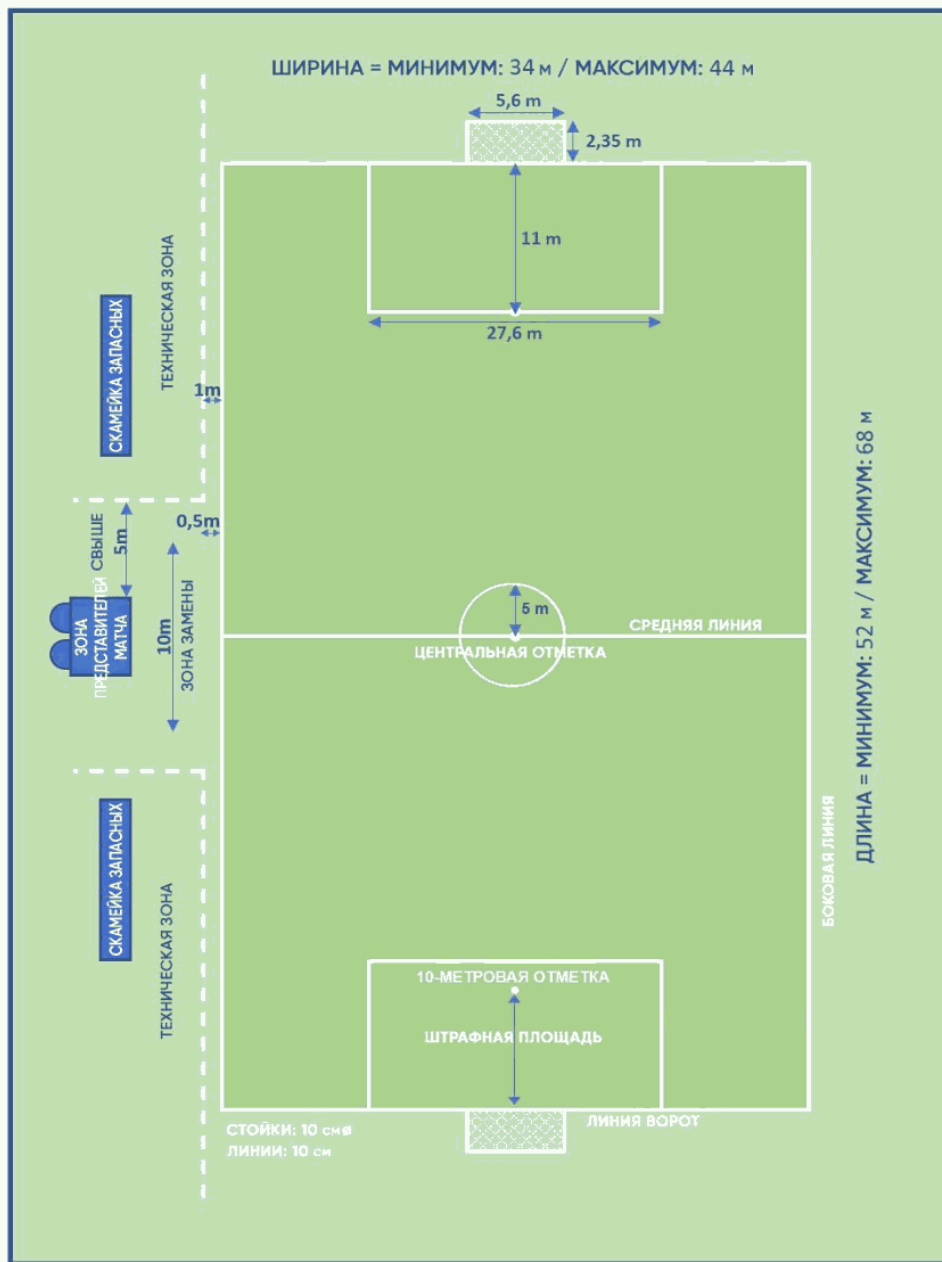 ШИРИНА = МИНИМУМ: 34 м / МАКСИМУМ: 44 м
5,6 m
2,35 m
11 m
27,6 m
ТЕХНИЧЕСКАЯ ЗОНА
СКАМЕЙКА ЗАПАСНЫХ
1m
0,5m
СВЫШЕ
5m
ЗОНА
ПРЕДСТАВИТЕЛЕЙ
МАТЧА
10m
ЗОНА ЗАМЕНЫ
5 m
СРЕДНЯЯ ЛИНИЯ
ЦЕНТРАЛЬНАЯ ОТМЕТКА
ДЛИНА = МИНИМУМ: 52 м / МАКСИМУМ: 68 м
СКАМЕЙКА ЗАПАСНЫХ
ТЕХНИЧЕСКАЯ ЗОНА
БОКОВАЯ ЛИНИЯ
10-МЕТРОВАЯ ОТМЕТКА
ШТРАФНАЯ ПЛОЩАДЬ
ЛИНИЯ ВОРОТ
СТОЙКИ: 10 смø
ЛИНИИ: 10 см